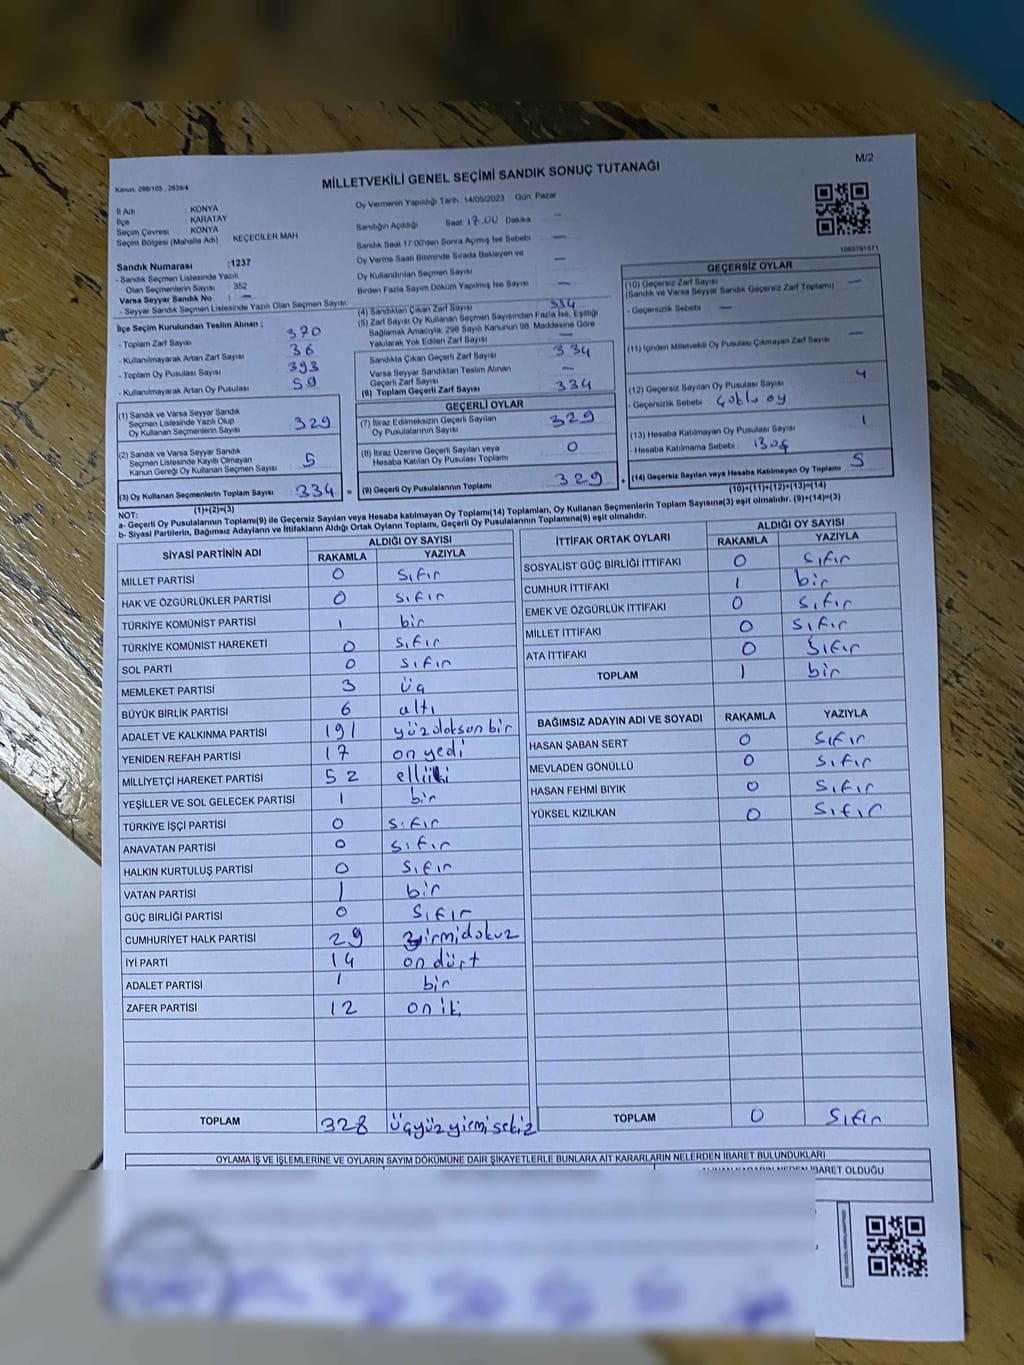 M/2
Kanun, 298/105 , 2839/4
MİLLETVEKİLİ GENEL SEÇİMİ SANDIK SONUÇ TUTANAĞI
İl Adı : KONYA
İlçe : KARATAY
Seçim Çevresi : KONYA
Seçim Bölgesi (Mahalle Adı) : KEÇECİLER MAH
Sandık Numarası :1237
- Sandık Seçmen Listesinde Yazılı
Olan Seçmenlerin Sayısı : 352
Varsa Seyyar Sandık No : —
- Seyyar Sandık Seçmen Listesinde Yazılı Olan Seçmen Sayısı:
Oy Vermenin Yapıldığı Tarih : 14/05/2023 Gün: Pazar
Sandığın Açıldığı Saat: 17.00 Dakika —
Sandık Saat 17:00'den Sonra Açılmış İse Sebebi —
Oy Verme Saati Bitiminde Sırada Bekleyen ve
Oy Kullandırılan Seçmen Sayısı —
Birden Fazla Sayım Döküm Yapılmış İse Sayısı —
1083791571
İlçe Seçim Kurulundan Teslim Alınan ;
- Toplam Zarf Sayısı 370
- Kullanılmayarak Artan Zarf Sayısı 36
- Toplam Oy Pusulası Sayısı 393
- Kullanılmayarak Artan Oy Pusulası 59
(1) Sandık ve Varsa Seyyar Sandık
Seçmen Listesinde Yazılı Olup
Oy Kullanan Seçmenlerin Sayısı 329
(2) Sandık ve Varsa Seyyar Sandık
Seçmen Listesinde Kayıtlı Olmayan
Kanun Gereği Oy Kullanan Seçmen Sayısı 5
(3) Oy Kullanan Seçmenlerin Toplam Sayısı 334 =
(1)+(2)=(3)
(4) Sandıktan Çıkan Zarf Sayısı 334
(5) Zarf Sayısı Oy Kullanan Seçmen Sayısından Fazla İse, Eşitliği
Sağlamak Amacıyla, 298 Sayılı Kanunun 98. Maddesine Göre
Yakılarak Yok Edilen Zarf Sayısı —
Sandıkta Çıkan Geçerli Zarf Sayısı 334
Varsa Seyyar Sandıktan Teslim Alınan
Geçerli Zarf Sayısı —
(6) Toplam Geçerli Zarf Sayısı 334
GEÇERLİ OYLAR
(7) İtiraz Edilmeksizin Geçerli Sayılan
Oy Pusulalarının Sayısı 329
(8) İtiraz Üzerine Geçerli Sayılan veya
Hesaba Katılan Oy Pusulası Toplamı 0
(9) Geçerli Oy Pusulalarının Toplamı 329 +
GEÇERSİZ OYLAR
(10) Geçersiz Zarf Sayısı —
(Sandık ve Varsa Seyyar Sandık Geçersiz Zarf Toplamı)
- Geçersizlik Sebebi : —
(11) İçinden Milletvekili Oy Pusulası Çıkmayan Zarf Sayısı —
(12) Geçersiz Sayılan Oy Pusulası Sayısı 4
- Geçersizlik Sebebi : Çoklu oy
(13) Hesaba Katılmayan Oy Pusulası Sayısı 1
- Hesaba Katılmama Sebebi : Boş
(14) Geçersiz Sayılan veya Hesaba Katılmayan Oy Toplamı 5
(10)+(11)+(12)+(13)=(14)
NOT:
a- Geçerli Oy Pusulalarının Toplamı(9) ile Geçersiz Sayılan veya Hesaba katılmayan Oy Toplamı(14) Toplamları, Oy Kullanan Seçmenlerin Toplam Sayısına(3) eşit olmalıdır. (9)+(14)=(3)
b- Siyasi Partilerin, Bağımsız Adayların ve İttifakların Aldığı Ortak Oyların Toplamı, Geçerli Oy Pusulalarının Toplamına(9) eşit olmalıdır.
SİYASİ PARTİNİN ADI ALDIĞI OY SAYISI
RAKAMLA YAZIYLA
MİLLET PARTİSİ 0 sıfır
HAK VE ÖZGÜRLÜKLER PARTİSİ 0 sıfır
TÜRKİYE KOMÜNİST PARTİSİ 1 bir
TÜRKİYE KOMÜNİST HAREKETİ 0 sıfır
SOL PARTİ 0 sıfır
MEMLEKET PARTİSİ 3 üç
BÜYÜK BİRLİK PARTİSİ 6 altı
ADALET VE KALKINMA PARTİSİ 191 yüzdoksan bir
YENİDEN REFAH PARTİSİ 17 on yedi
MİLLİYETÇİ HAREKET PARTİSİ 52 elliiki
YEŞİLLER VE SOL GELECEK PARTİSİ 1 bir
TÜRKİYE İŞÇİ PARTİSİ 0 sıfır
ANAVATAN PARTİSİ 0 sıfır
HALKIN KURTULUŞ PARTİSİ 0 sıfır
VATAN PARTİSİ 1 bir
GÜÇ BİRLİĞİ PARTİSİ 0 sıfır
CUMHURİYET HALK PARTİSİ 29 yirmidokuz
İYİ PARTİ 14 on dört
ADALET PARTİSİ 1 bir
ZAFER PARTİSİ 12 on iki
TOPLAM 328 üçyüzyirmisekiz
İTTİFAK ORTAK OYLARI ALDIĞI OY SAYISI
RAKAMLA YAZIYLA
SOSYALİST GÜÇ BİRLİĞİ İTTİFAKI 0 sıfır
CUMHUR İTTİFAKI 1 bir
EMEK VE ÖZGÜRLÜK İTTİFAKI 0 sıfır
MİLLET İTTİFAKI 0 sıfır
ATA İTTİFAKI 0 sıfır
TOPLAM 1 bir
BAĞIMSIZ ADAYIN ADI VE SOYADI RAKAMLA YAZIYLA
HASAN ŞABAN SERT 0 sıfır
MEVLADEN GÖNÜLLÜ 0 sıfır
HASAN FEHMİ BIYIK 0 sıfır
YÜKSEL KIZILKAN 0 sıfır
TOPLAM 0 sıfır
OYLAMA İŞ VE İŞLEMLERİNE VE OYLARIN SAYIM DÖKÜMÜNE DAİR ŞİKAYETLERLE BUNLARA AİT KARARLARIN NELERDEN İBARET BULUNDUKLARI
ALINAN KARARIN NEDEN İBARET OLDUĞU